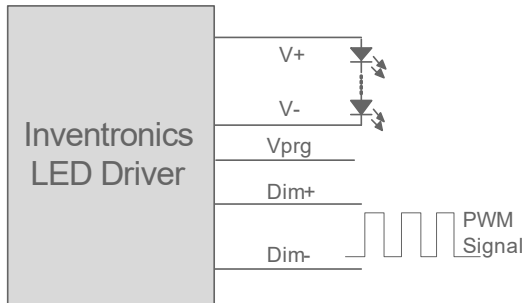 Inventronics
LED Driver
V+
V-
Vprg
Dim+
Dim-
PWM
Signal